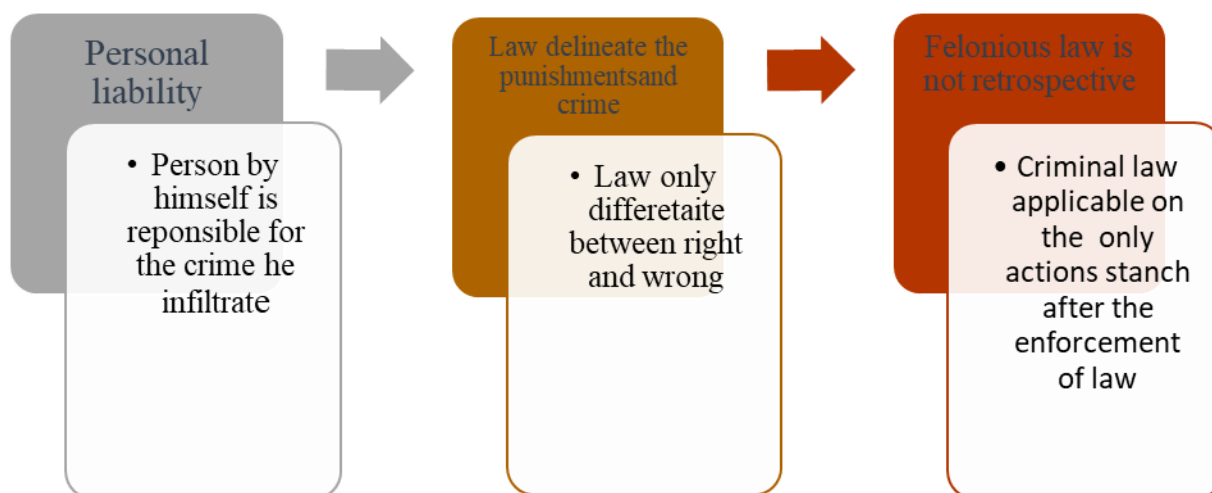 Personal
liability
• Person by
himself is
reponsible for
the crime he
infiltrate
Law delineate the
punishmentsand
crime
• Law only
differetaite
between right
and wrong
Felonious law is
not retrospective
• Criminal law
applicable on
the only
actions stanch
after the
enforcement
of law